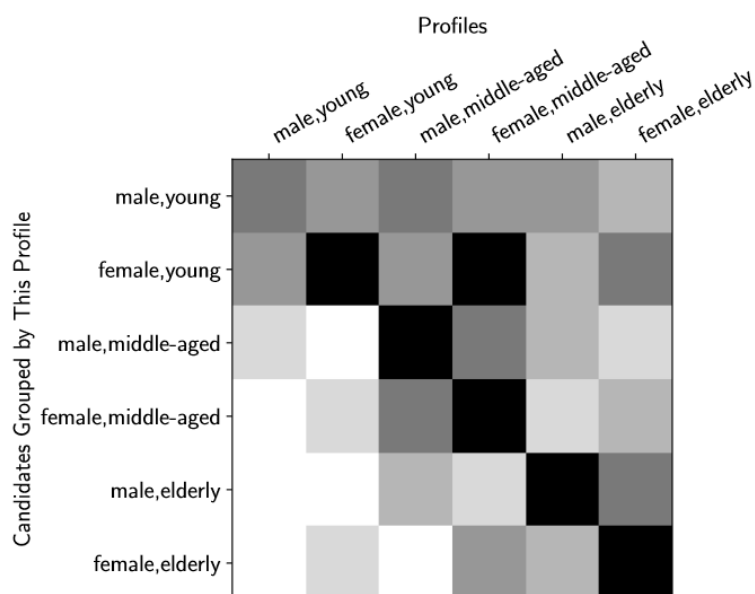 Profiles
male,young
female,young
male,middle-aged
female,middle-aged
male,elderly
female,elderly
Candidates Grouped by This Profile
male,young
female,young
male,middle-aged
female,middle-aged
male,elderly
female,elderly